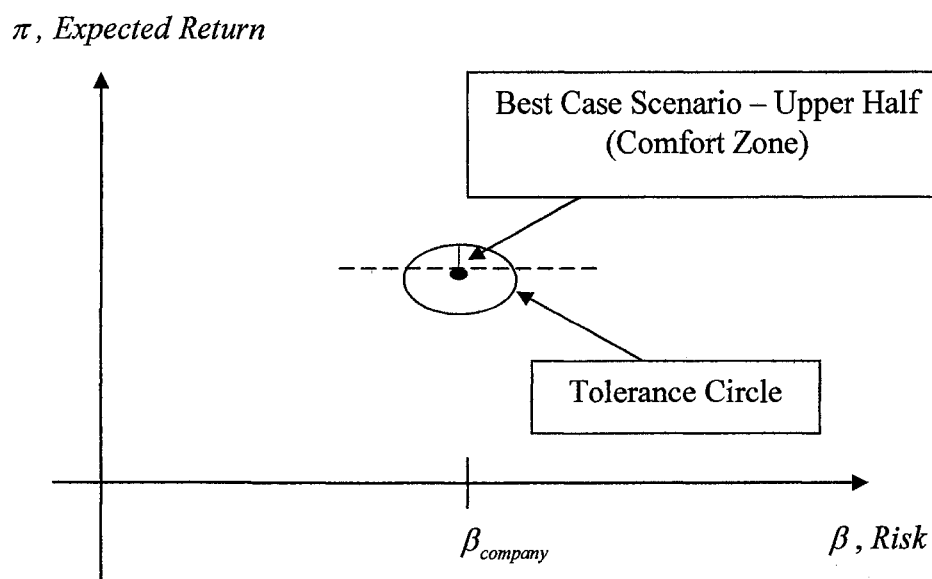 π, Expected Return
Best Case Scenario – Upper Half
(Comfort Zone)
Tolerance Circle
β_company
β, Risk